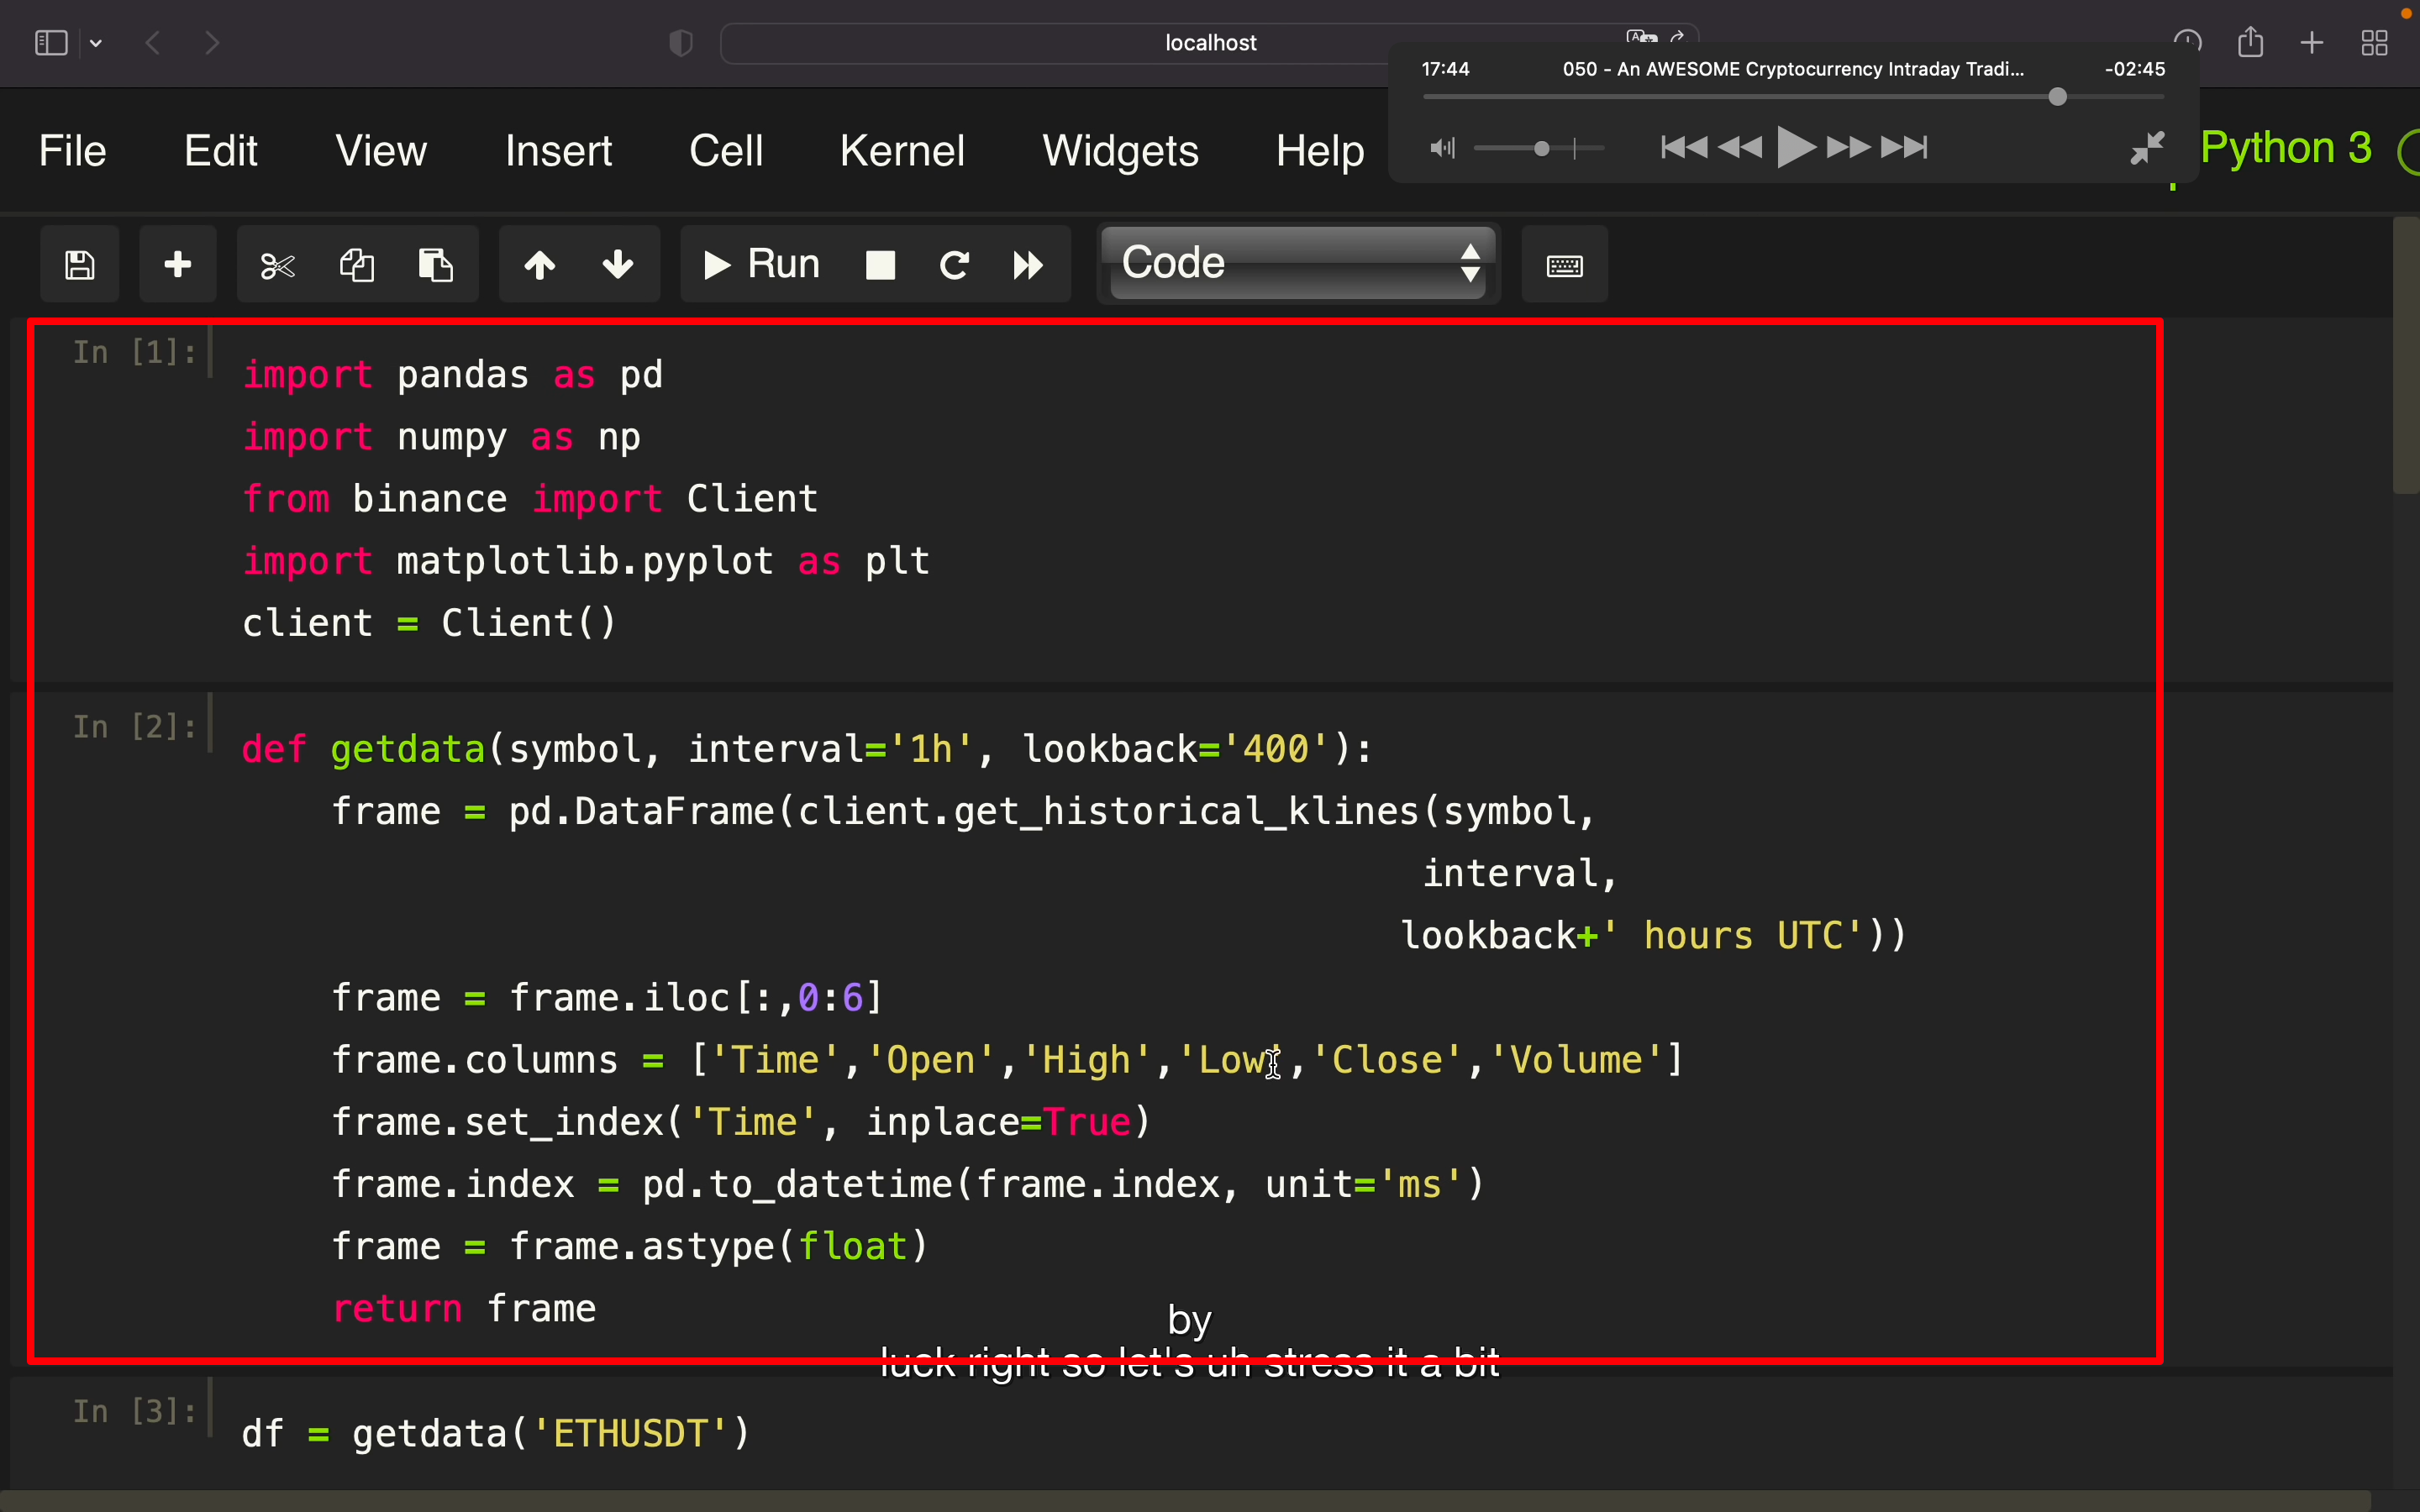 localhost
17:44 050 - An AWESOME Cryptocurrency Intraday Tradi... -02:45
File Edit View Insert Cell Kernel Widgets Help Python 3
Run Code
In [1]:
import pandas as pd
import numpy as np
from binance import Client
import matplotlib.pyplot as plt
client = Client()
In [2]:
def getdata(symbol, interval='1h', lookback='400'):
    frame = pd.DataFrame(client.get_historical_klines(symbol,
                                                     interval,
                                                    lookback+' hours UTC'))
    frame = frame.iloc[:,0:6]
    frame.columns = ['Time','Open','High','Low','Close','Volume']
    frame.set_index('Time', inplace=True)
    frame.index = pd.to_datetime(frame.index, unit='ms')
    frame = frame.astype(float)
    return frame
by
luck right so let's uh stress it a bit
In [3]:
df = getdata('ETHUSDT')